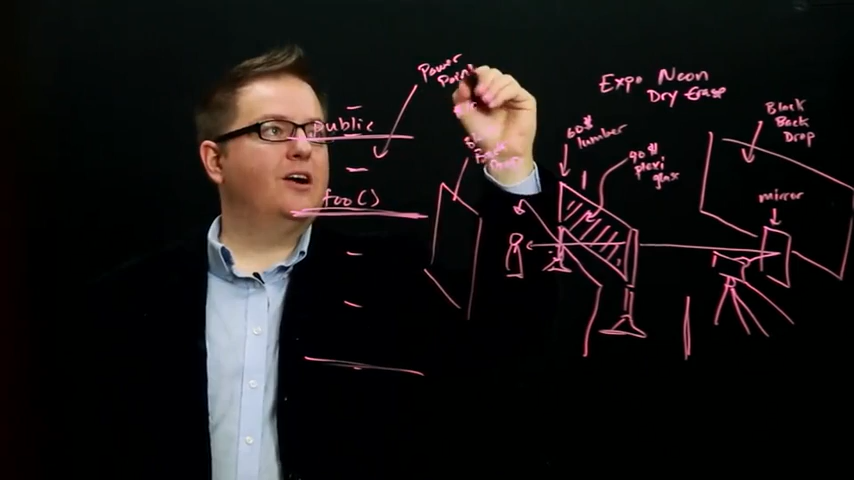 Power
Point
public
foo()
Expo Neon
Dry Erase
60$
lumber
90$
plexi
glass
Black
Back
Drop
mirror